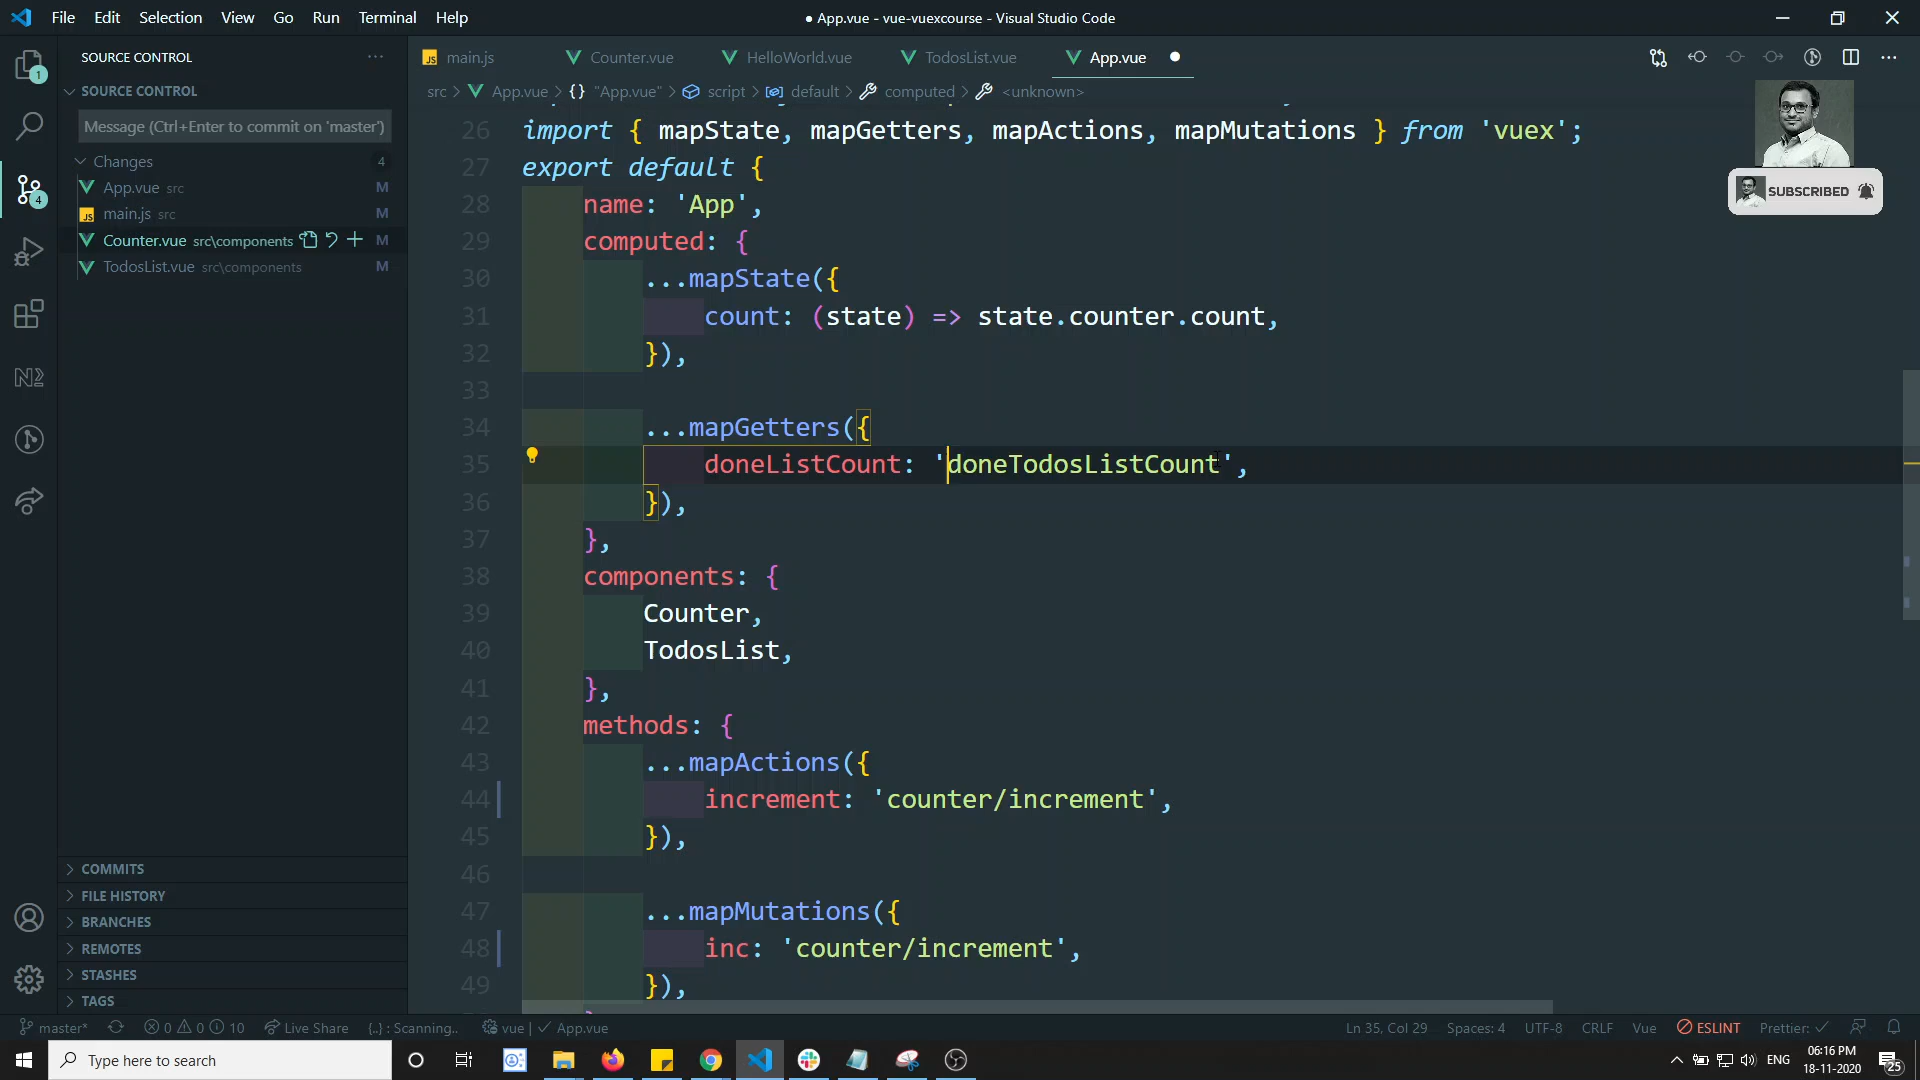 File Edit Selection View Go Run Terminal Help
● App.vue - vue-vuexcourse - Visual Studio Code
SOURCE CONTROL ...
main.js Counter.vue HelloWorld.vue TodosList.vue App.vue
1
SOURCE CONTROL
src > App.vue > {} "App.vue" > script > default > computed > <unknown>
Message (Ctrl+Enter to commit on 'master')
Changes 4
App.vue src M
main.js src M
Counter.vue src\components M
TodosList.vue src\components M
4
SUBSCRIBED
26 import { mapState, mapGetters, mapActions, mapMutations } from 'vuex';
27 export default {
28 name: 'App',
29 computed: {
30 ...mapState({
31 count: (state) => state.counter.count,
32 }),
33
34 ...mapGetters({
35 doneListCount: 'doneTodosListCount',
36 }),
37 },
38 components: {
39 Counter,
40 TodosList,
41 },
42 methods: {
43 ...mapActions({
44 increment: 'counter/increment',
45 }),
46
47 ...mapMutations({
48 inc: 'counter/increment',
49 }),
COMMITS
FILE HISTORY
BRANCHES
REMOTES
STASHES
TAGS
master* 0 0 10 Live Share {..} : Scanning.. vue | ✓ App.vue Ln 35, Col 29 Spaces: 4 UTF-8 CRLF Vue ESLINT Prettier: ✓
Type here to search
ENG
06:16 PM
18-11-2020
25